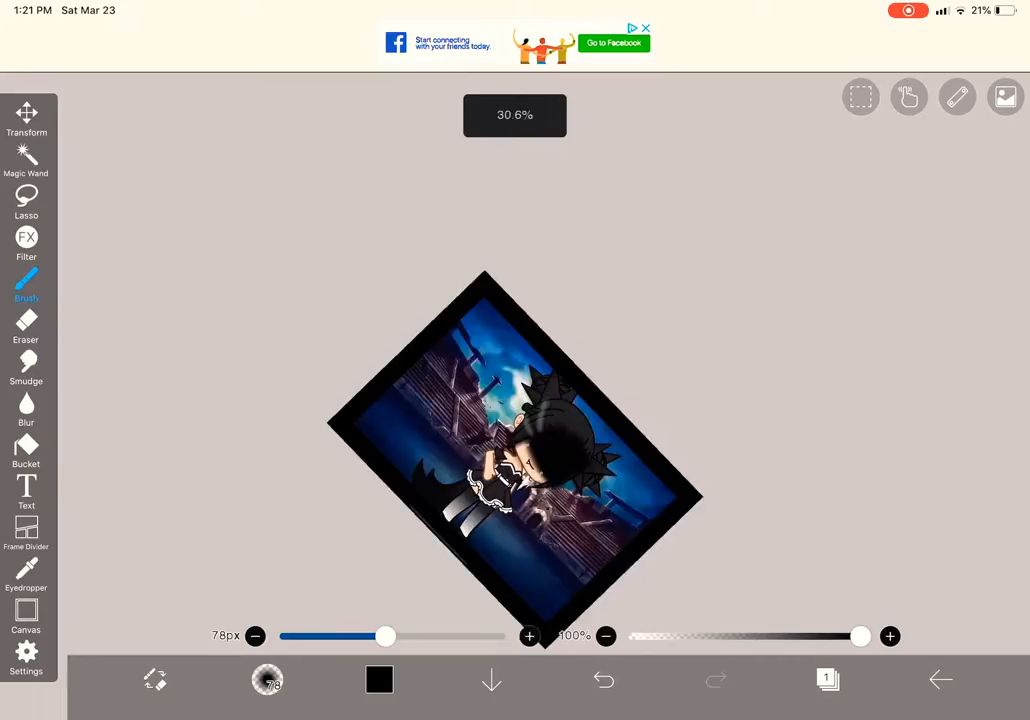 1:21 PM Sat Mar 23
21%
Start connecting
with your friends today.
Go to Facebook
30.6%
Transform
Magic Wand
Lasso
FX
Filter
Brush
Eraser
Smudge
Blur
Bucket
T
Text
Frame Divider
Eyedropper
Canvas
Settings
78px
100%
78
1